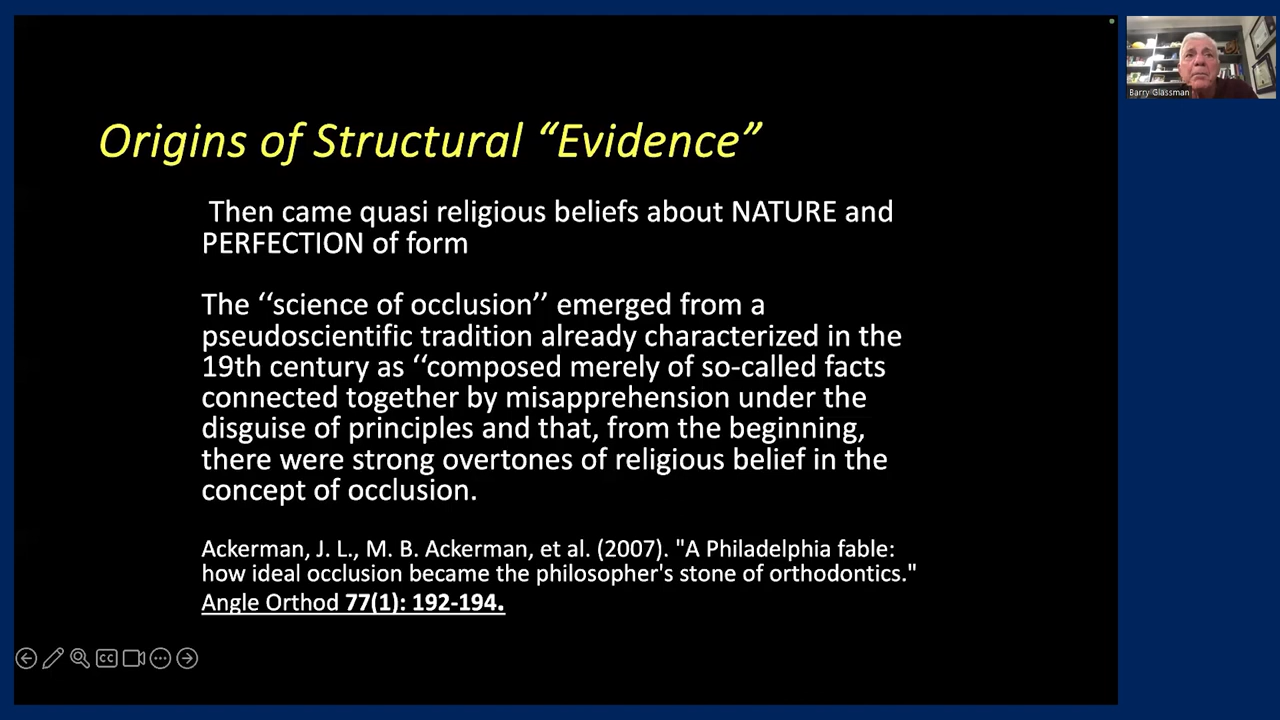 Origins of Structural “Evidence”
Then came quasi religious beliefs about NATURE and
PERFECTION of form
The ‘‘science of occlusion’’ emerged from a
pseudoscientific tradition already characterized in the
19th century as ‘‘composed merely of so-called facts
connected together by misapprehension under the
disguise of principles and that, from the beginning,
there were strong overtones of religious belief in the
concept of occlusion.
Ackerman, J. L., M. B. Ackerman, et al. (2007). "A Philadelphia fable:
how ideal occlusion became the philosopher's stone of orthodontics."
Angle Orthod 77(1): 192-194.
CC
Barry Glassman